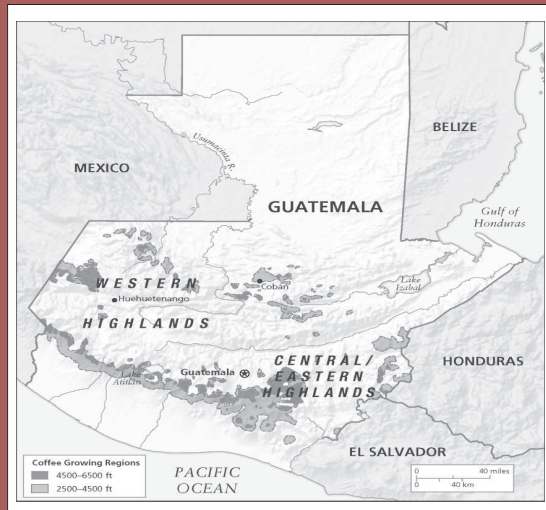 BELIZE
Usumacinta R.
MEXICO
GUATEMALA
Gulf of
Honduras
WESTERN
Cobán
Lake
Izabal
Huehuetenango
HIGHLANDS
CENTRAL/
EASTERN
HIGHLANDS
Guatemala
HONDURAS
Lake
Atitlán
EL SALVADOR
Coffee Growing Regions
4500–6500 ft
2500–4500 ft
PACIFIC
OCEAN
0 40 miles
0 40 km